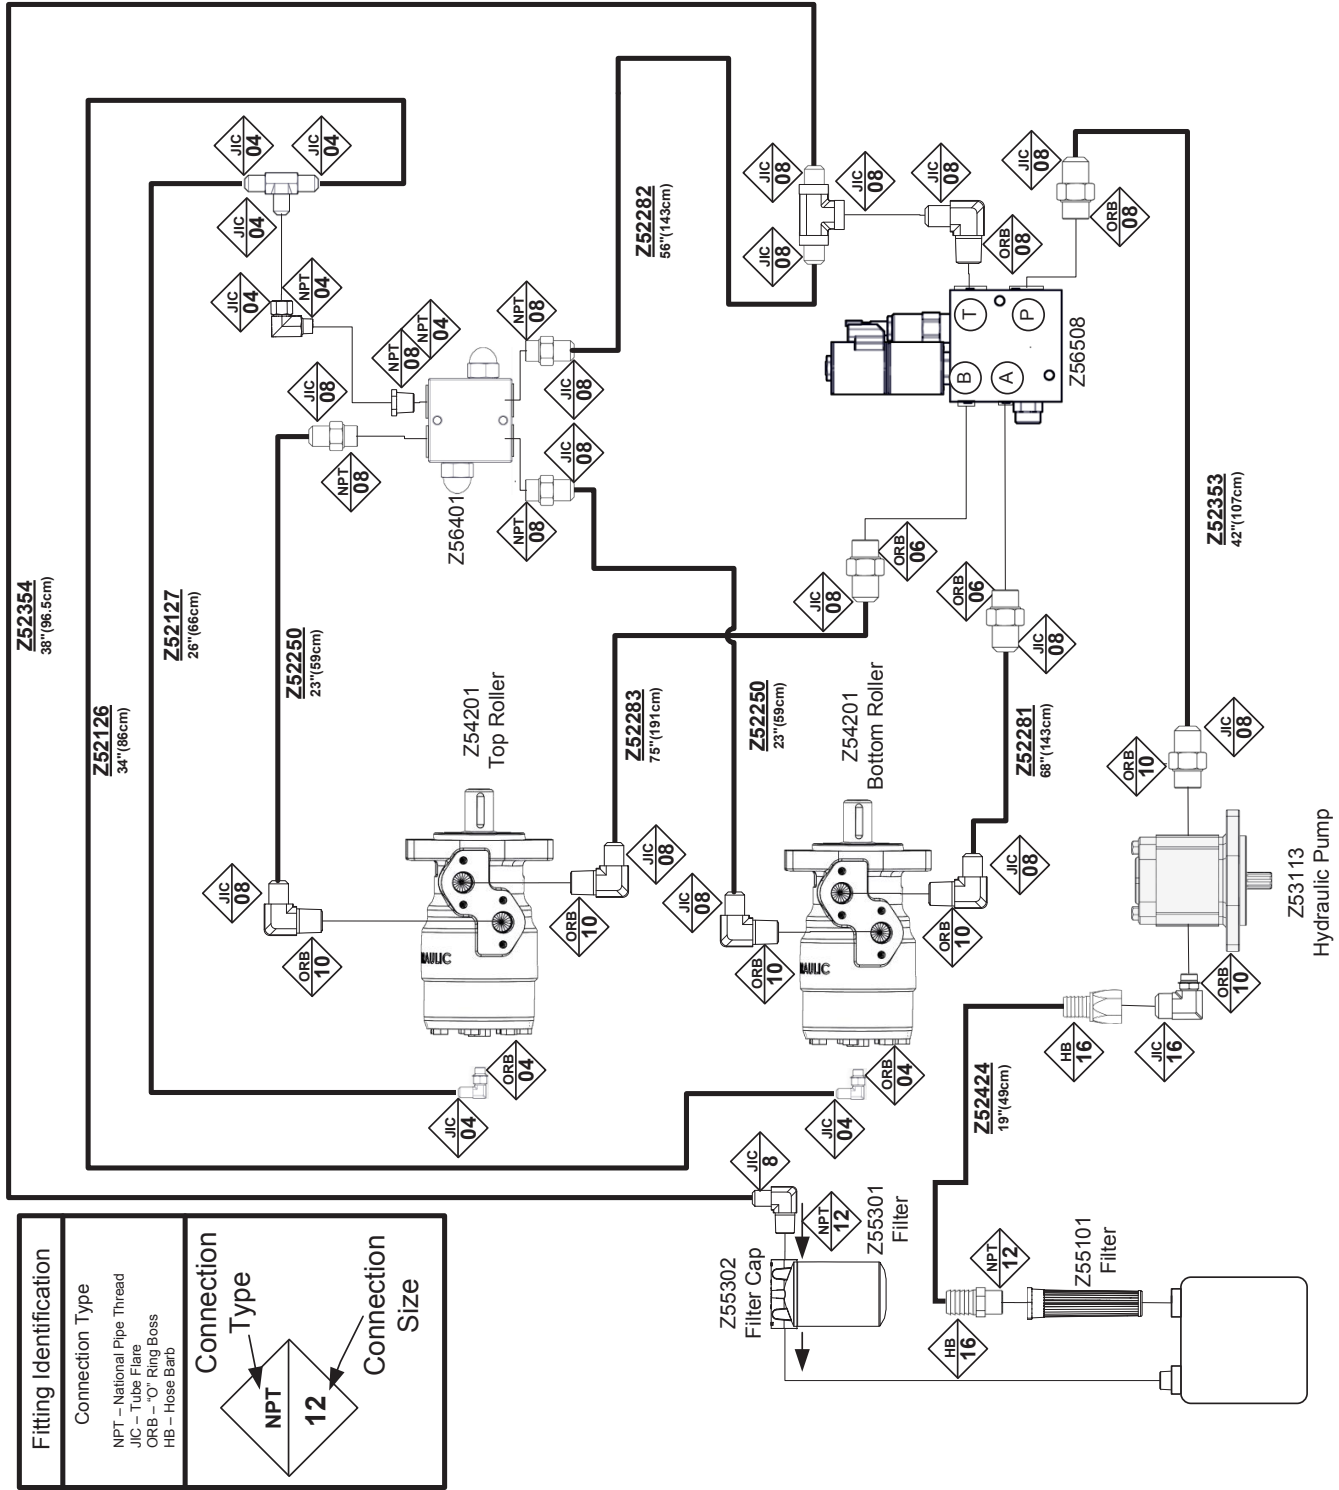 Fitting Identification
Connection Type
NPT – National Pipe Thread
JIC – Tube Flare
ORB – "O" Ring Boss
HB – Hose Barb
Connection
Type
NPT
12
Connection
Size
Z52354
38"(96.5cm)
Z52126
34"(86cm)
Z52127
26"(66cm)
Z52250
23"(59cm)
JIC
04
JIC
04
JIC
04
JIC
04
NPT
04
JIC
08
NPT
08
NPT
08
NPT
04
NPT
08
JIC
08
JIC
08
NPT
08
Z56401
Z52282
56"(143cm)
JIC
08
JIC
08
JIC
08
JIC
08
ORB
08
JIC
08
ORB
08
T
P
B
A
Z56508
Z54201
Top Roller
AULIC
JIC
08
ORB
10
JIC
08
ORB
10
JIC
04
ORB
04
Z52283
75"(191cm)
JIC
08
ORB
06
Z52250
23"(59cm)
Z54201
Bottom Roller
AULIC
JIC
08
ORB
10
JIC
08
ORB
10
JIC
04
ORB
04
Z52281
68"(143cm)
ORB
06
JIC
08
Z52353
42"(107cm)
ORB
10
JIC
08
Z53113
Hydraulic Pump
ORB
10
JIC
16
HB
16
Z52424
19"(49cm)
JIC
8
NPT
12
Z55302
Filter Cap
Z55301
Filter
NPT
12
HB
16
Z55101
Filter